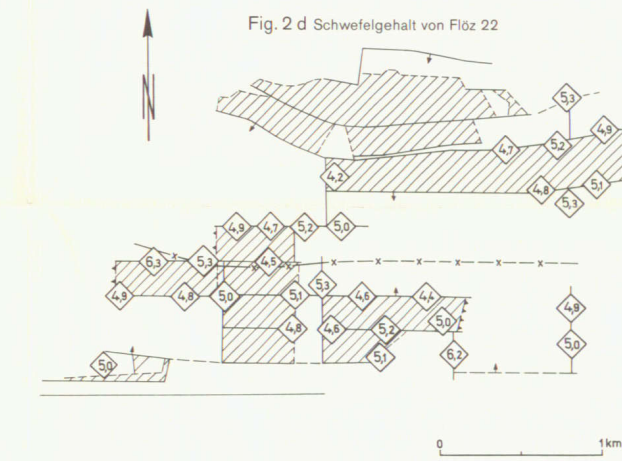 Fig. 2 d Schwefelgehalt von Flöz 22
N
5,3
4,9
5,2
4,7
4,2
5,1
4,8
5,3
4,9 4,7 5,2 5,0
6,3 5,3 4,5
5,3
4,9 4,8 5,0 5,1 4,6 4,4
4,9
5,0
4,8 4,6 5,2
5,0
5,1 6,2
5,0
0 1km